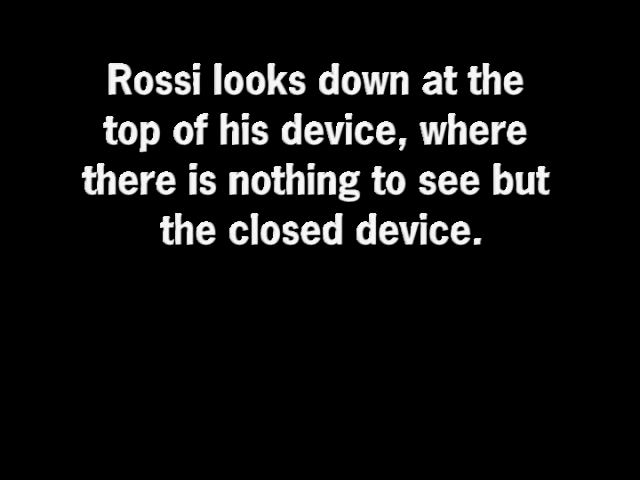 Rossi looks down at the
top of his device, where
there is nothing to see but
the closed device.